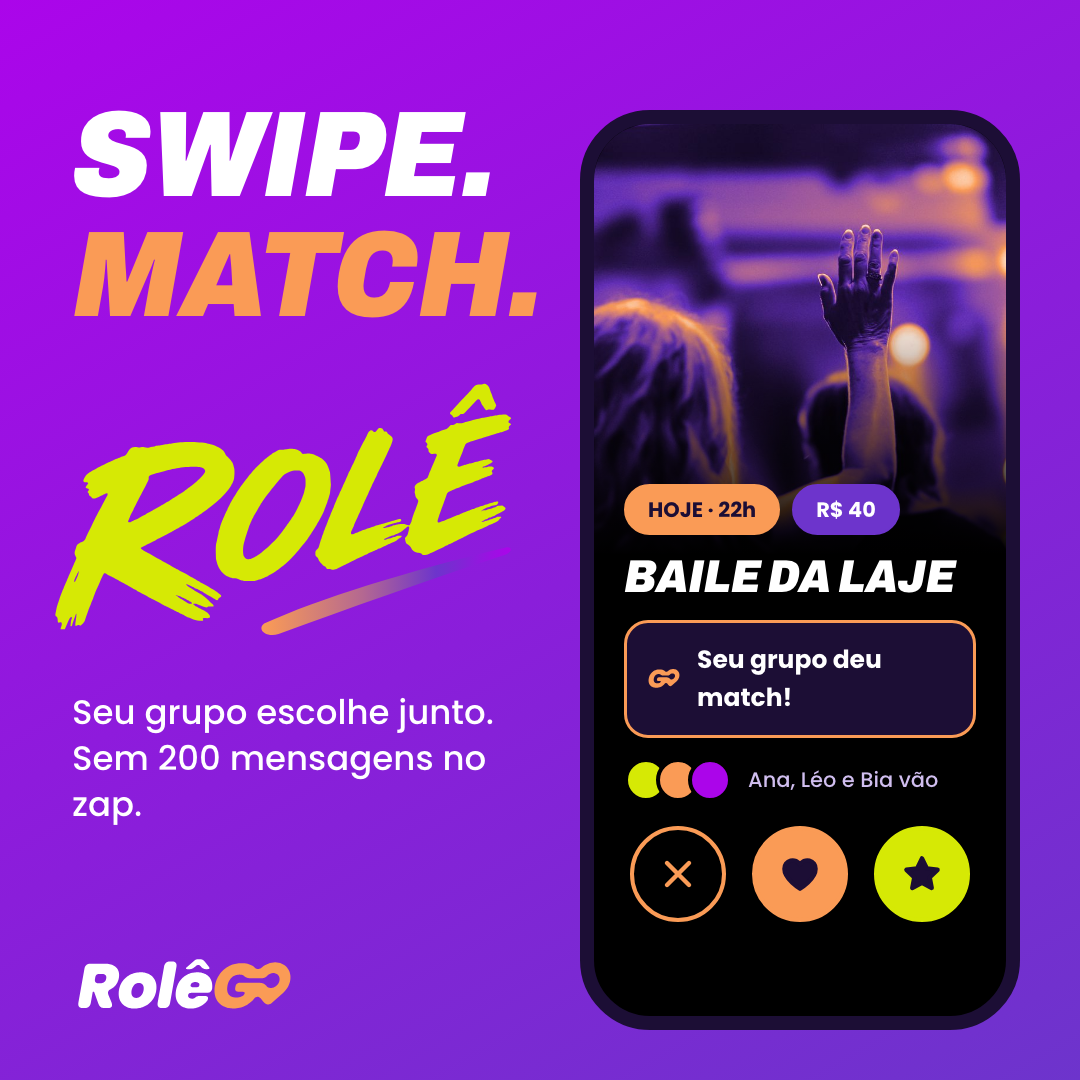 SWIPE.
MATCH.
ROLÊ
Seu grupo escolhe junto.
Sem 200 mensagens no
zap.
RolêGO
HOJE · 22h
R$ 40
BAILE DA LAJE
GO
Seu grupo deu
match!
Ana, Léo e Bia vão